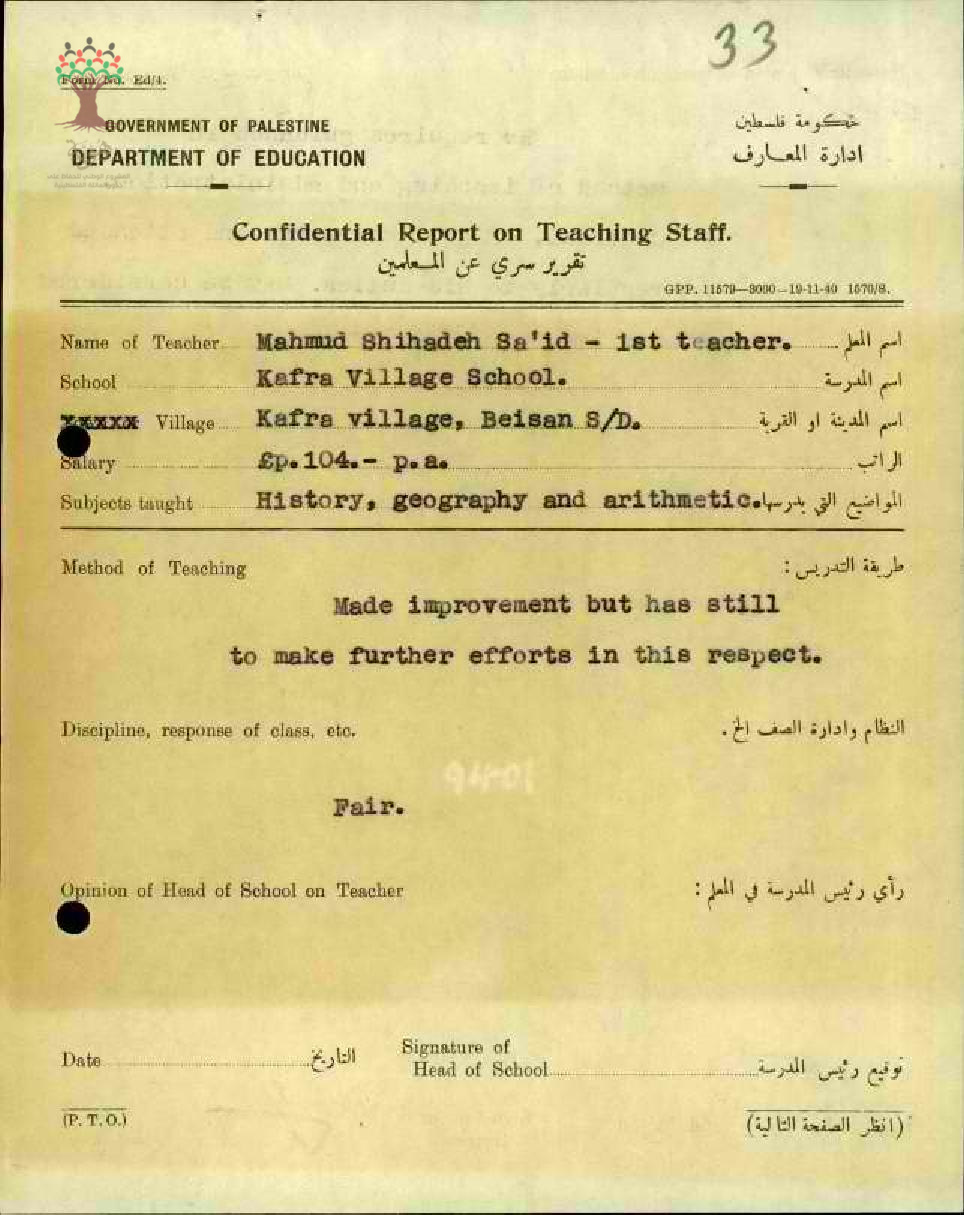 33
Form No. Ed/4.
GOVERNMENT OF PALESTINE
حكومة فلسطين
DEPARTMENT OF EDUCATION
ادارة المعارف
Confidential Report on Teaching Staff.
تقرير سري عن المعلمين
GPP. 11579—8000—19-11-40 1570/8.
Name of Teacher Mahmud Shihadeh Sa'id - 1st teacher. اسم المعلم
School Kafra Village School. اسم المدرسة
xxxxx Village Kafra village, Beisan S/D. اسم المدينة او القرية
Salary £p.104.- p.a. الراتب
Subjects taught History, geography and arithmetic. المواضيع التي يدرسها
Method of Teaching طريقة التدريس :
Made improvement but has still
to make further efforts in this respect.
Discipline, response of class, etc. النظام وادارة الصف الخ .
Fair.
Opinion of Head of School on Teacher رأي رئيس المدرسة في المعلم :
Date التاريخ Signature of
Head of School توقيع رئيس المدرسة
(P. T. O.) (انظر الصفحة التالية)